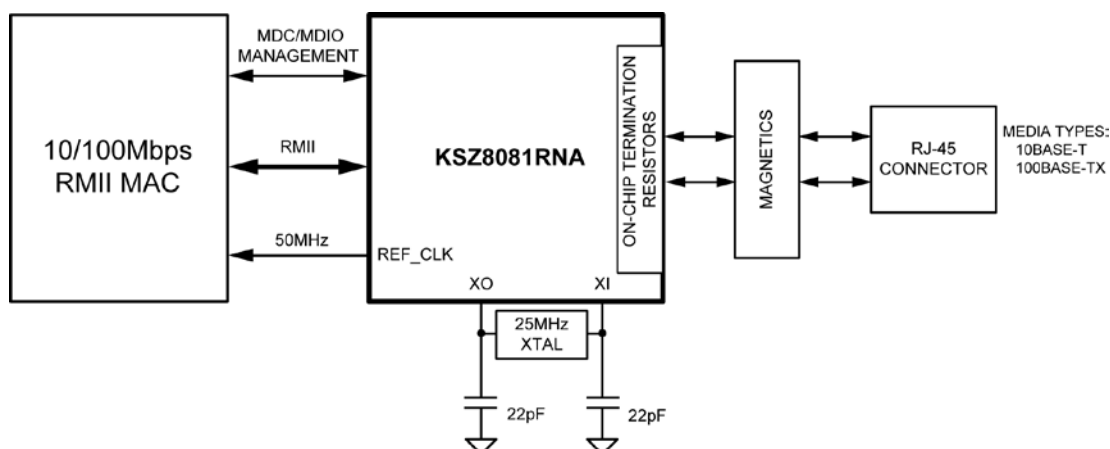 MDC/MDIO
MANAGEMENT
10/100Mbps
RMII MAC
RMII
50MHz
KSZ8081RNA
REF_CLK
XO
XI
ON-CHIP TERMINATION
RESISTORS
MAGNETICS
RJ-45
CONNECTOR
MEDIA TYPES:
10BASE-T
100BASE-TX
25MHz
XTAL
22pF
22pF